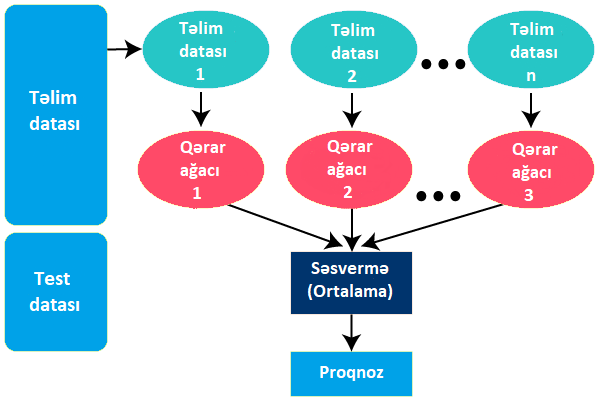 Təlim
datası
Təlim
datası
1
Təlim
datası
2
Təlim
datası
n
Qərar
ağacı
1
Qərar
ağacı
2
Qərar
ağacı
3
Test
datası
Səsvermə
(Ortalama)
Proqnoz